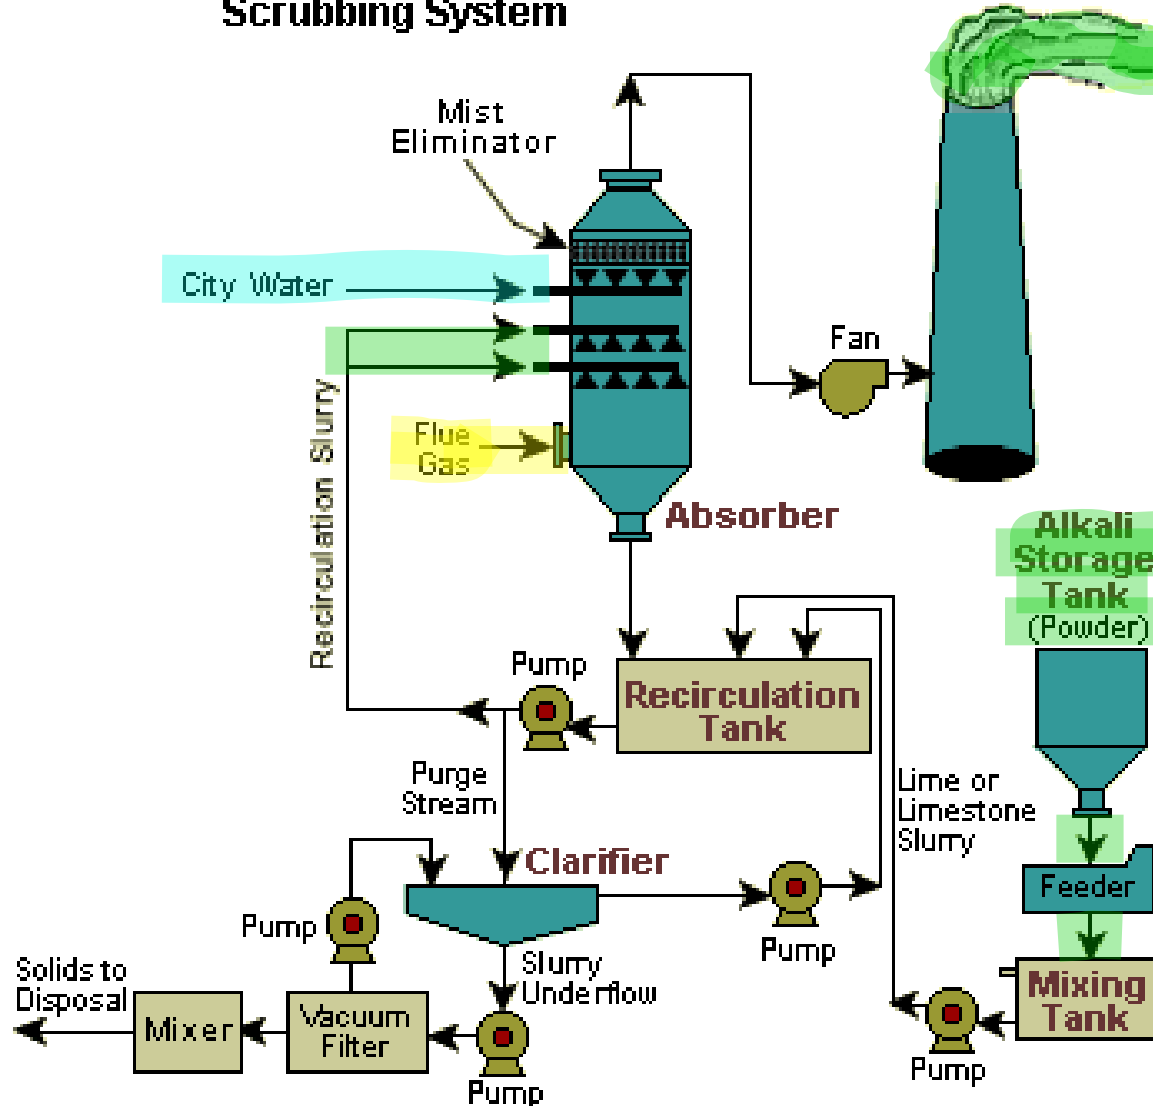 Scrubbing System
Mist
Eliminator
City Water
Fan
Flue
Gas
Recirculation Slurry
Absorber
Alkali
Storage
Tank
(Powder)
Pump
Recirculation
Tank
Purge
Stream
Lime or
Limestone
Slurry
Clarifier
Feeder
Pump
Pump
Slurry
Underflow
Solids to
Disposal
Mixer
Vacuum
Filter
Mixing
Tank
Pump
Pump